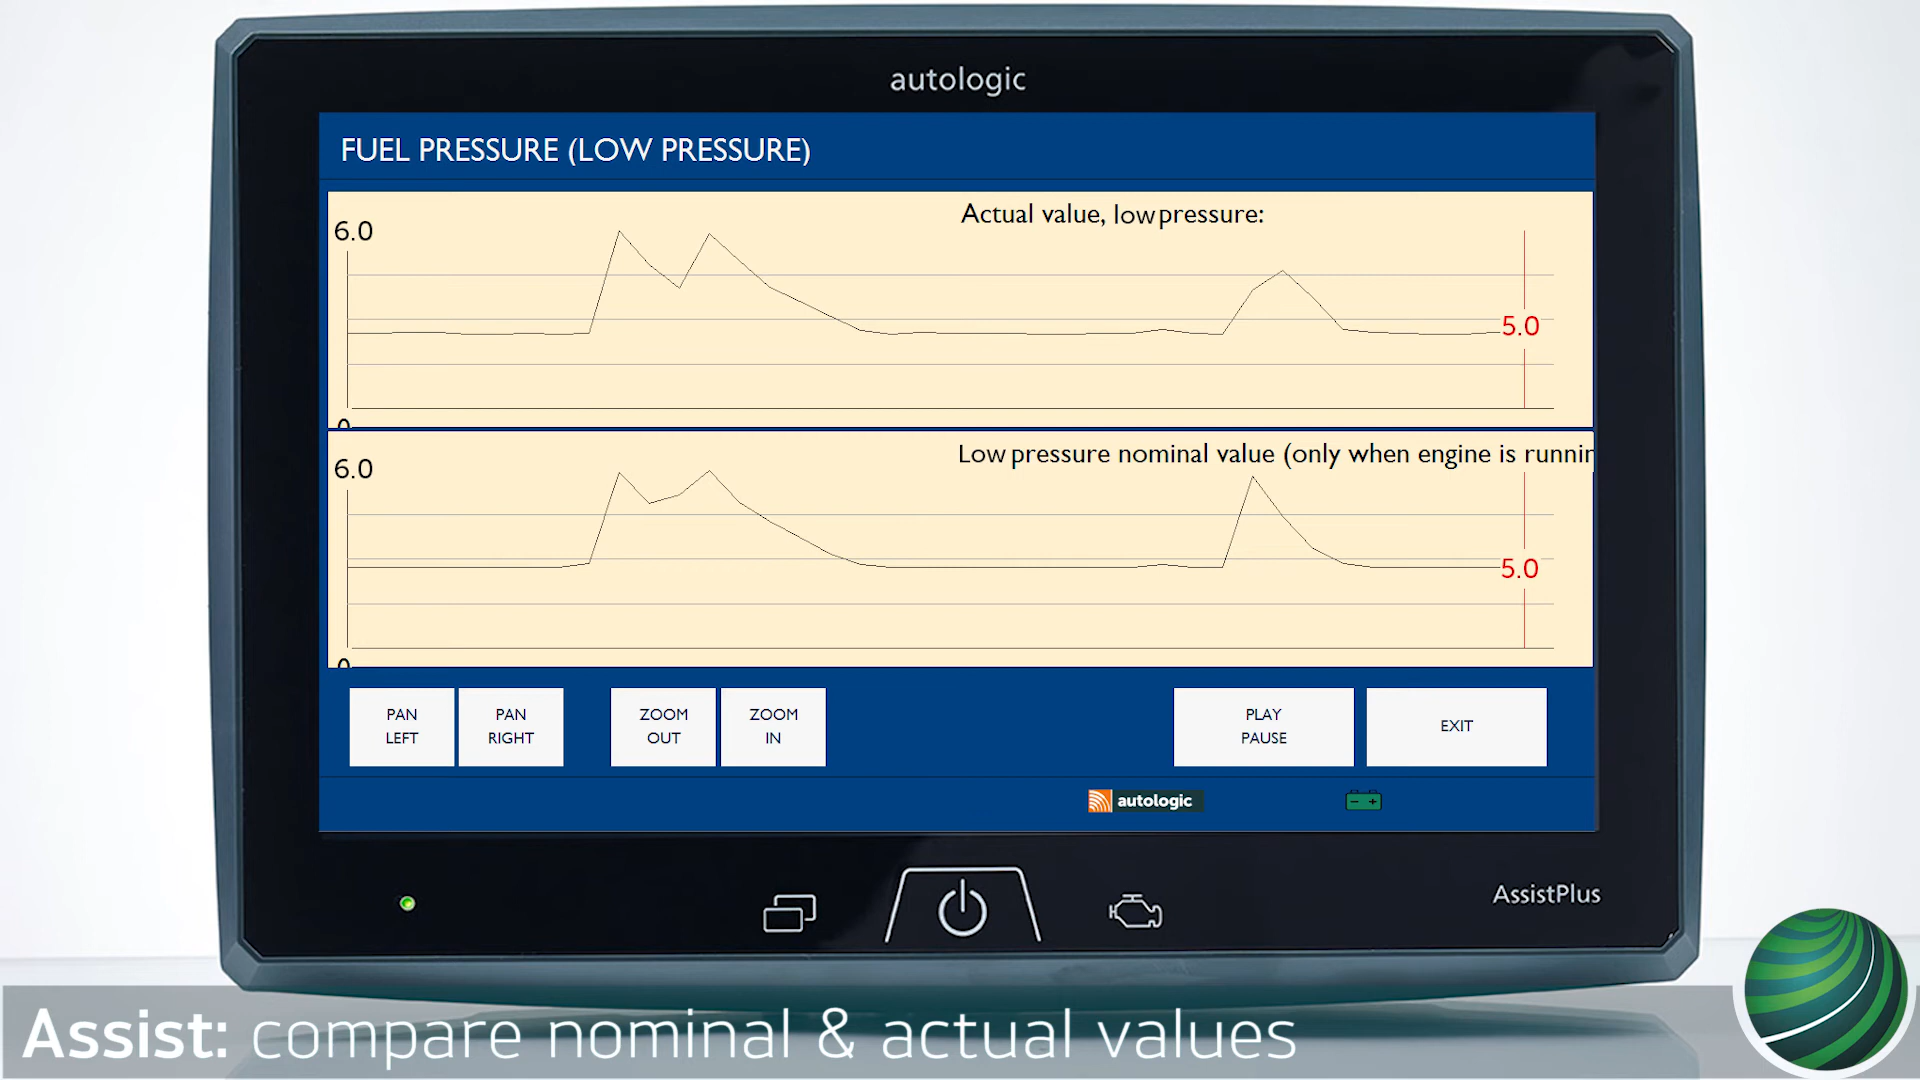 autologic
FUEL PRESSURE (LOW PRESSURE)
Actual value, low pressure:
6.0
5.0
0
Low pressure nominal value (only when engine is runnin
6.0
5.0
0
PAN LEFT
PAN RIGHT
ZOOM OUT
ZOOM IN
PLAY PAUSE
EXIT
autologic
AssistPlus
Assist: compare nominal & actual values